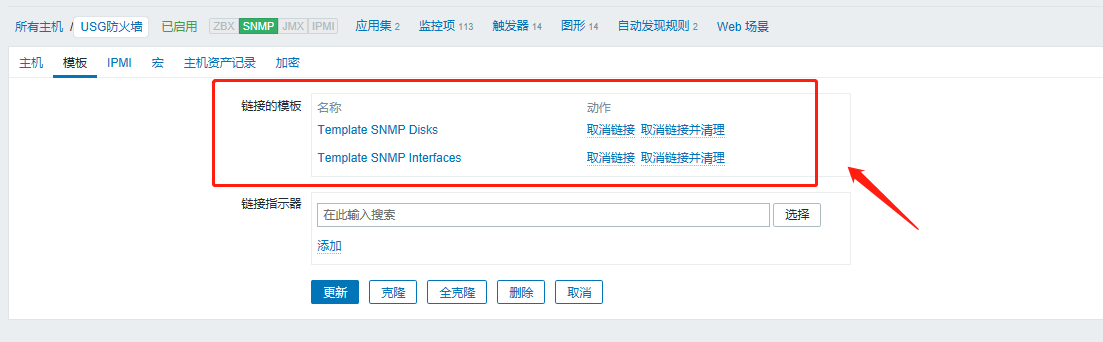 所有主机 / USG防火墙 已启用 ZBX SNMP JMX IPMI 应用集 2 监控项 113 触发器 14 图形 14 自动发现规则 2 Web 场景
主机 模板 IPMI 宏 主机资产记录 加密
链接的模板 名称 动作
Template SNMP Disks 取消链接 取消链接并清理
Template SNMP Interfaces 取消链接 取消链接并清理
链接指示器
在此输入搜索 选择
添加
更新 克隆 全克隆 删除 取消